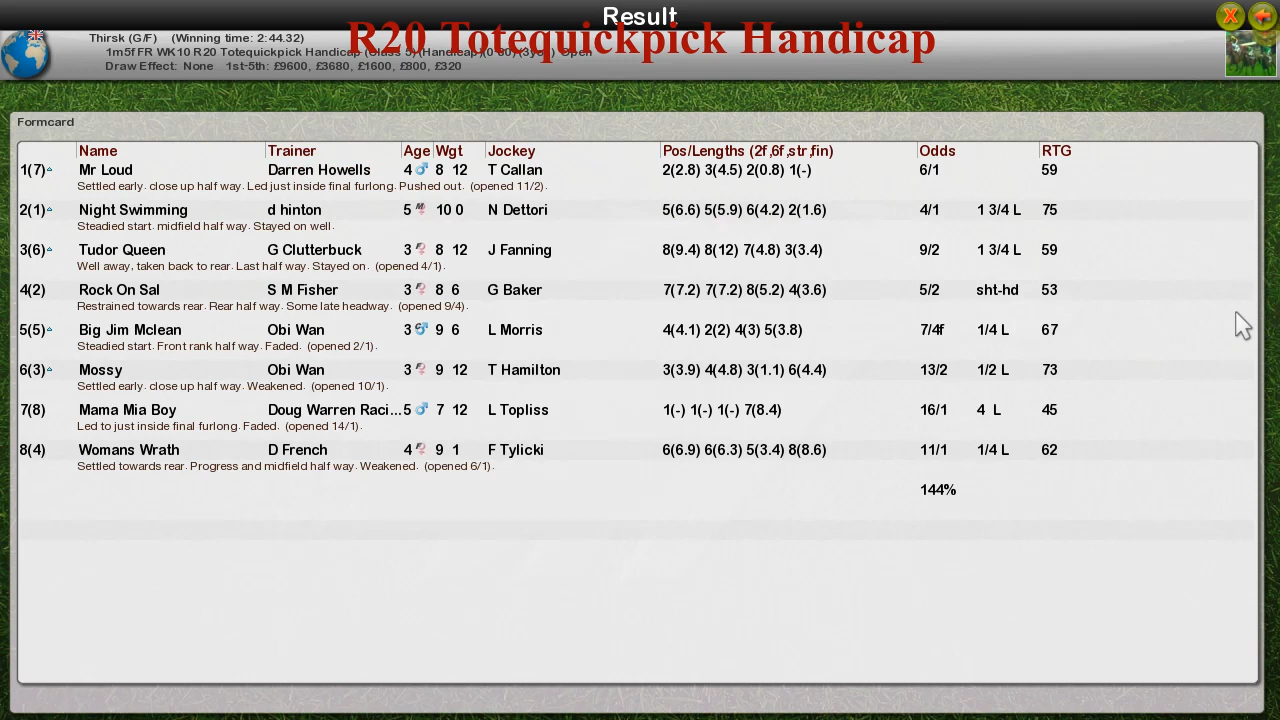 Result
R20 Totequickpick Handicap
Thirsk (G/F) (Winning time: 2:44.32)
1m5f FR WK10 R20 Totequickpick Handicap (Class 5) (Handicap)(0-80)(3yo+) Open
Draw Effect: None 1st-5th: £9600, £3680, £1600, £800, £320
X
Formcard
Name Trainer Age Wgt Jockey Pos/Lengths (2f,6f,str,fin) Odds RTG
1(7) Mr Loud Darren Howells 4 8 12 T Callan 2(2.8) 3(4.5) 2(0.8) 1(-) 6/1 59
Settled early. close up half way. Led just inside final furlong. Pushed out. (opened 11/2).
2(1) Night Swimming d hinton 5 10 0 N Dettori 5(6.6) 5(5.9) 6(4.2) 2(1.6) 4/1 1 3/4 L 75
Steadied start. midfield half way. Stayed on well.
3(6) Tudor Queen G Clutterbuck 3 8 12 J Fanning 8(9.4) 8(12) 7(4.8) 3(3.4) 9/2 1 3/4 L 59
Well away, taken back to rear. Last half way. Stayed on. (opened 4/1).
4(2) Rock On Sal S M Fisher 3 8 6 G Baker 7(7.2) 7(7.2) 8(5.2) 4(3.6) 5/2 sht-hd 53
Restrained towards rear. Rear half way. Some late headway. (opened 9/4).
5(5) Big Jim Mclean Obi Wan 3 9 6 L Morris 4(4.1) 2(2) 4(3) 5(3.8) 7/4f 1/4 L 67
Steadied start. Front rank half way. Faded. (opened 2/1).
6(3) Mossy Obi Wan 3 9 12 T Hamilton 3(3.9) 4(4.8) 3(1.1) 6(4.4) 13/2 1/2 L 73
Settled early. close up half way. Weakened. (opened 10/1).
7(8) Mama Mia Boy Doug Warren Raci... 5 7 12 L Topliss 1(-) 1(-) 1(-) 7(8.4) 16/1 4 L 45
Led to just inside final furlong. Faded. (opened 14/1).
8(4) Womans Wrath D French 4 9 1 F Tylicki 6(6.9) 6(6.3) 5(3.4) 8(8.6) 11/1 1/4 L 62
Settled towards rear. Progress and midfield half way. Weakened. (opened 6/1).
144%